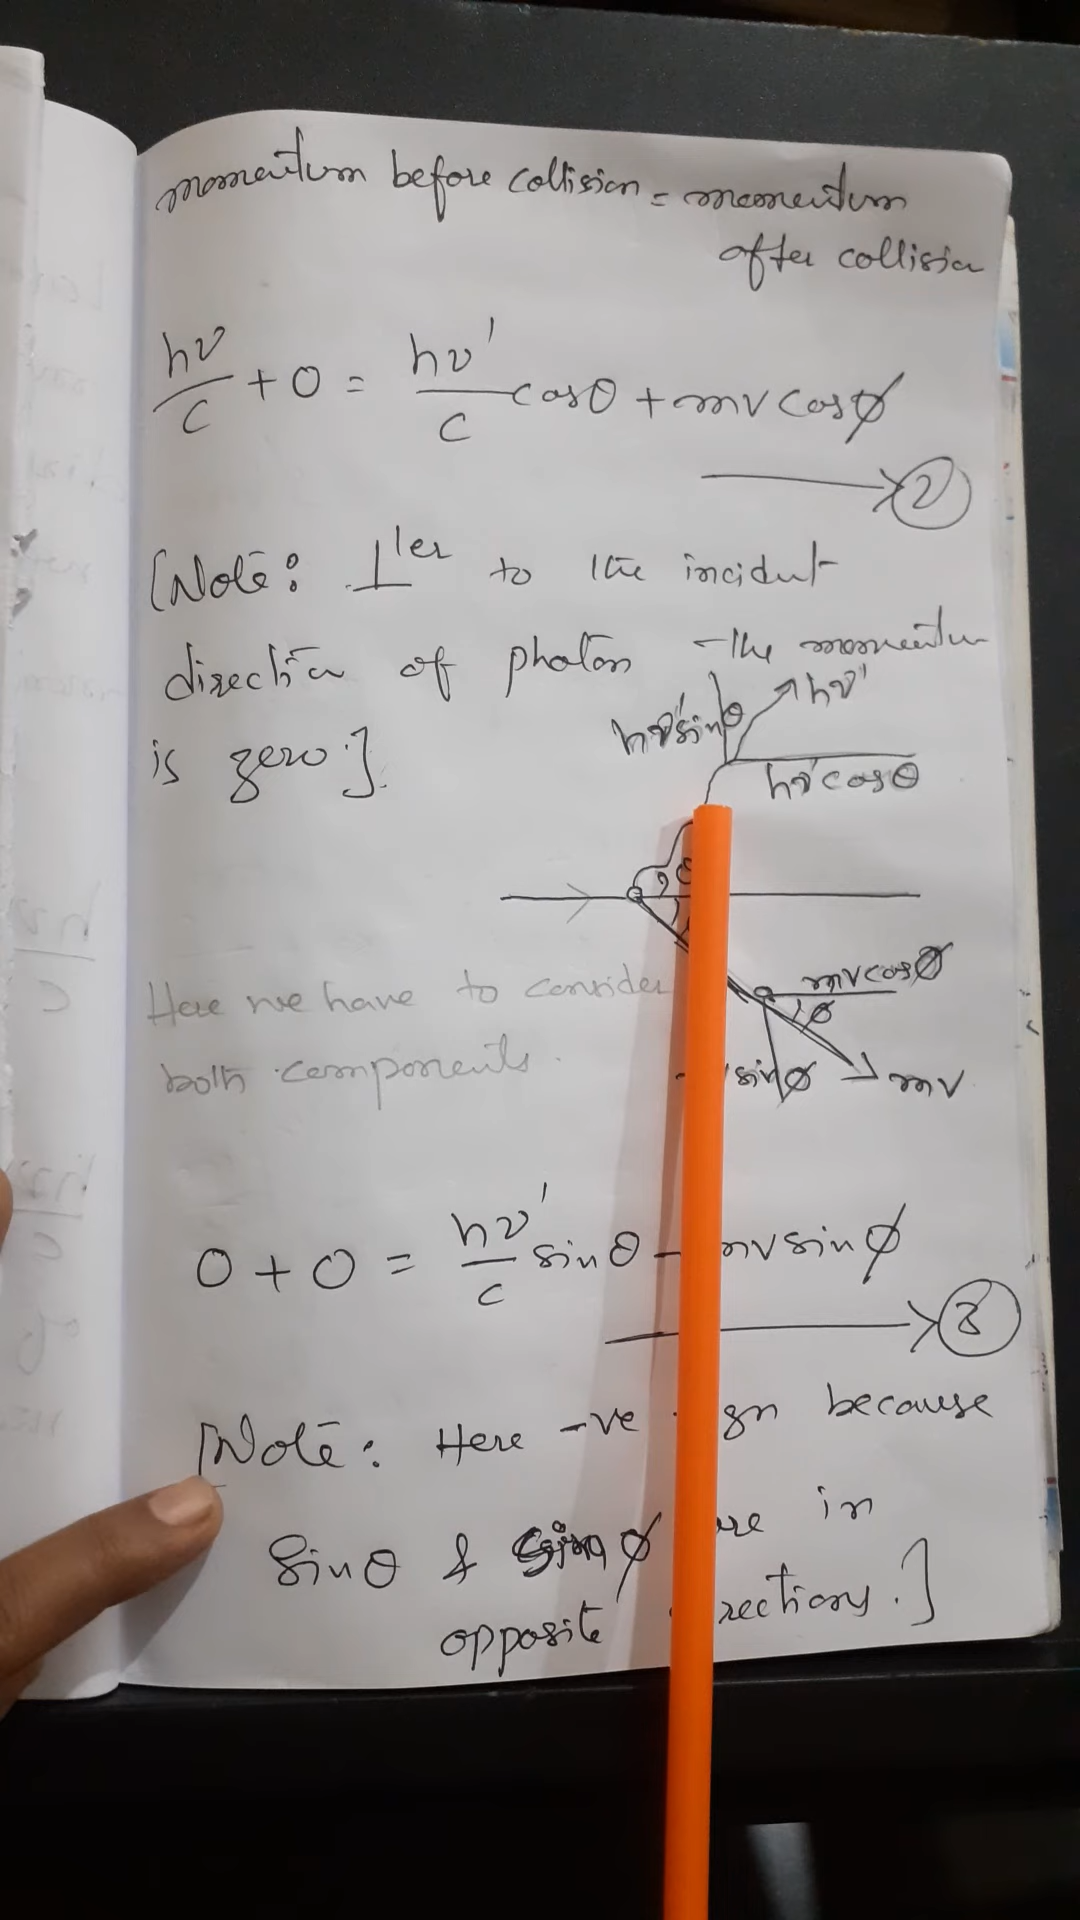 momentum before collision = momentum
after collision
hν/c + 0 = hν'/c cosθ + mv cosϕ
→ 2
[Note: ⊥ler to the incident
direction of photon the momentum
is zero.]
hν'
hν' sinθ
hν' cosθ
θ
mv cosϕ
ϕ
sinϕ
mv
Here we have to consider
both components.
0 + 0 = hν'/c sinθ - mv sinϕ
→ 3
[Note: Here -ve because
Sinθ & Sinϕ in
opposite